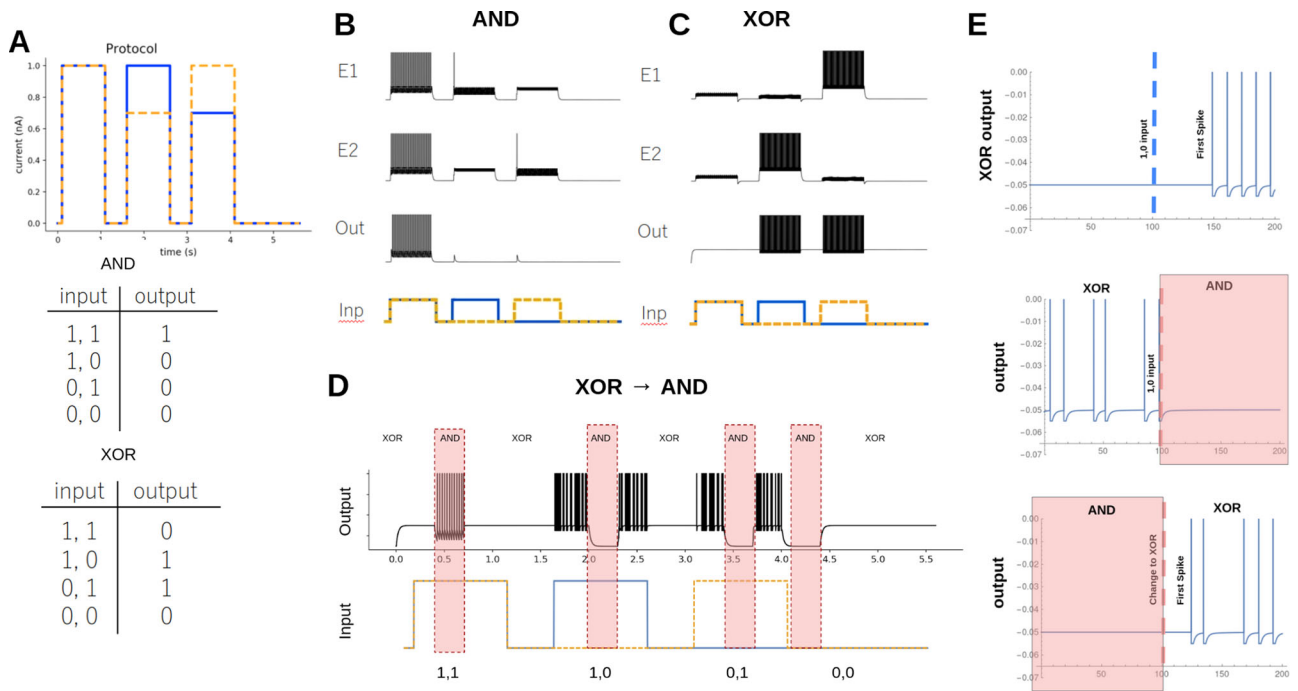 A
Protocol
1.0
0.8
0.6
0.4
0.2
0.0
current (nA)
0 1 2 3 4 5
time (s)
AND
input output
1, 1 1
1, 0 0
0, 1 0
0, 0 0
XOR
input output
1, 1 0
1, 0 1
0, 1 1
0, 0 0
B AND
E1
E2
Out
Inp
C XOR
E1
E2
Out
Inp
D XOR → AND
XOR AND XOR AND XOR AND AND XOR
Output
0.0 0.5 1.0 1.5 2.0 2.5 3.0 3.5 4.0 4.5 5.0 5.5
Input
1,1 1,0 0,1 0,0
E
XOR output
0.00
−0.01
−0.02
−0.03
−0.04
−0.05
−0.06
−0.07
1,0 input
First Spike
50 100 150 200
XOR AND
output
0.00
−0.01
−0.02
−0.03
−0.04
−0.05
−0.06
−0.07
1,0 input
50 100 150 200
AND XOR
output
0.00
−0.01
−0.02
−0.03
−0.04
−0.05
−0.06
−0.07
Change to XOR
First Spike
0 50 100 150 200